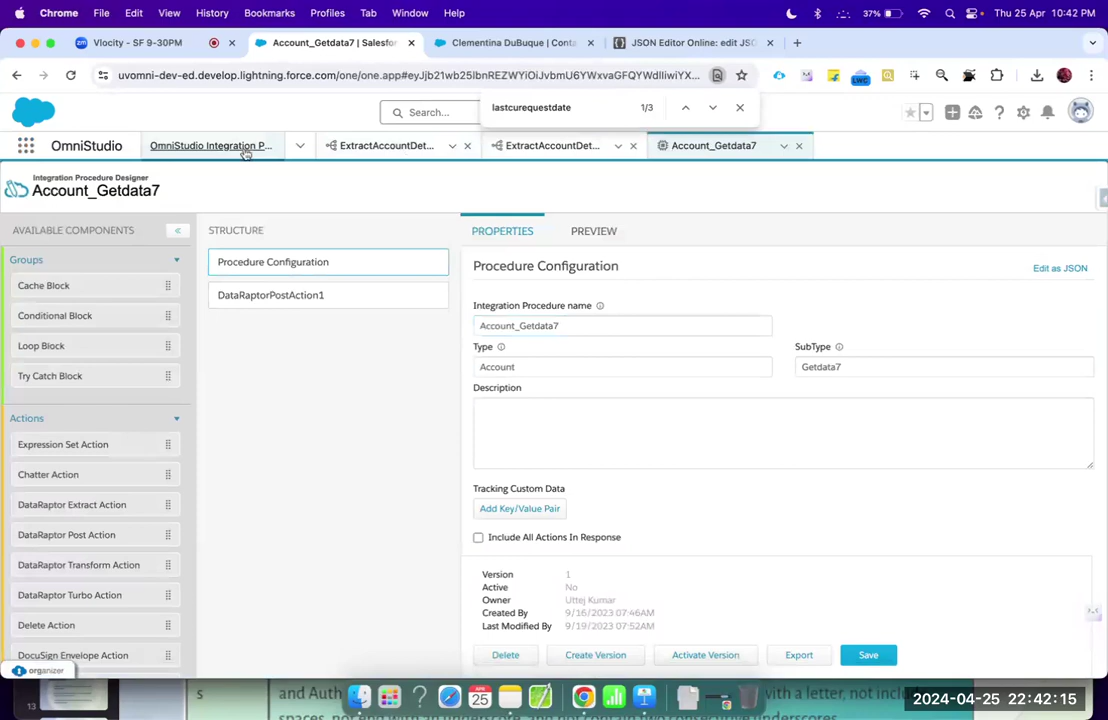 Chrome File Edit View History Bookmarks Profiles Tab Window Help 37% Thu 25 Apr 10:42 PM
Vlocity - SF 9-30PM Account_Getdata7 | Salesfor Clementina DuBuque | Conta JSON Editor Online: edit JSO
uvomni-dev-ed.develop.lightning.force.com/one/one.app#eyJjb21wb25lbnREZWYiOiJvbmU6YWxvaGFQYWdlIiwiYX...
Search... lastcurequestdate 1/3
OmniStudio OmniStudio Integration P... ExtractAccountDet... ExtractAccountDet... Account_Getdata7
Integration Procedure Designer
Account_Getdata7
AVAILABLE COMPONENTS STRUCTURE PROPERTIES PREVIEW
Groups
Cache Block
Conditional Block
Loop Block
Try Catch Block
Actions
Expression Set Action
Chatter Action
DataRaptor Extract Action
DataRaptor Post Action
DataRaptor Transform Action
DataRaptor Turbo Action
Delete Action
DocuSign Envelope Action
organizer
Procedure Configuration
DataRaptorPostAction1
Procedure Configuration Edit as JSON
Integration Procedure name
Account_Getdata7
Type SubType
Account Getdata7
Description
Tracking Custom Data
Add Key/Value Pair
Include All Actions In Response
Version 1
Active No
Owner Uttej Kumar
Created By 9/16/2023 07:46AM
Last Modified By 9/19/2023 07:52AM
Delete Create Version Activate Version Export Save
13 s and Auth APR 25 with a letter, not inclu
2024-04-25 22:42:15